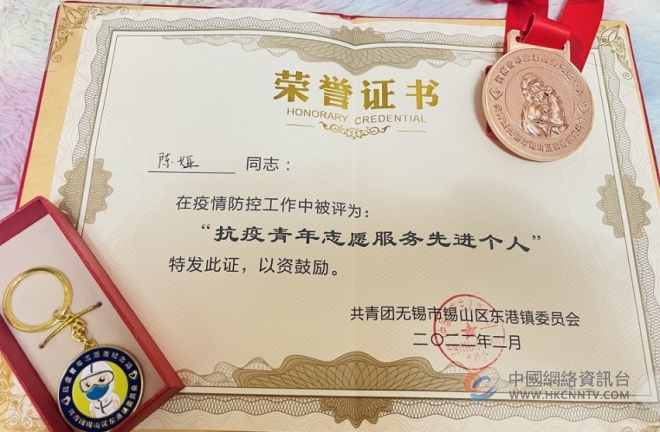 荣誉证书
HONORARY CREDENTIAL
陈娅 同志：
在疫情防控工作中被评为：
“抗疫青年志愿服务先进个人”
特发此证，以资鼓励。
共青团无锡市锡山区东港镇委员会
二〇二二年二月
中國網絡資訊台
WWW.HKCNNTV.COM